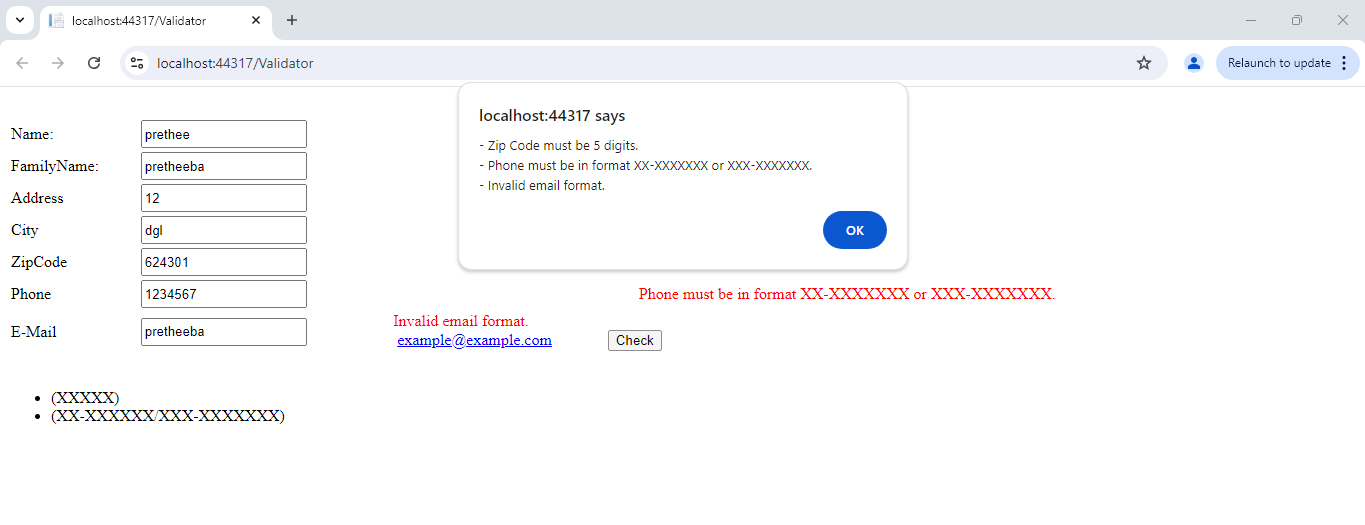 localhost:44317/Validator
localhost:44317/Validator
Relaunch to update
localhost:44317 says
- Zip Code must be 5 digits.
- Phone must be in format XX-XXXXXXX or XXX-XXXXXXX.
- Invalid email format.
OK
Name: prethee
FamilyName: pretheeba
Address 12
City dgl
ZipCode 624301
Phone 1234567 Phone must be in format XX-XXXXXXX or XXX-XXXXXXX.
Invalid email format.
E-Mail pretheeba example@example.com Check
(XXXXX)
(XX-XXXXXX/XXX-XXXXXXX)